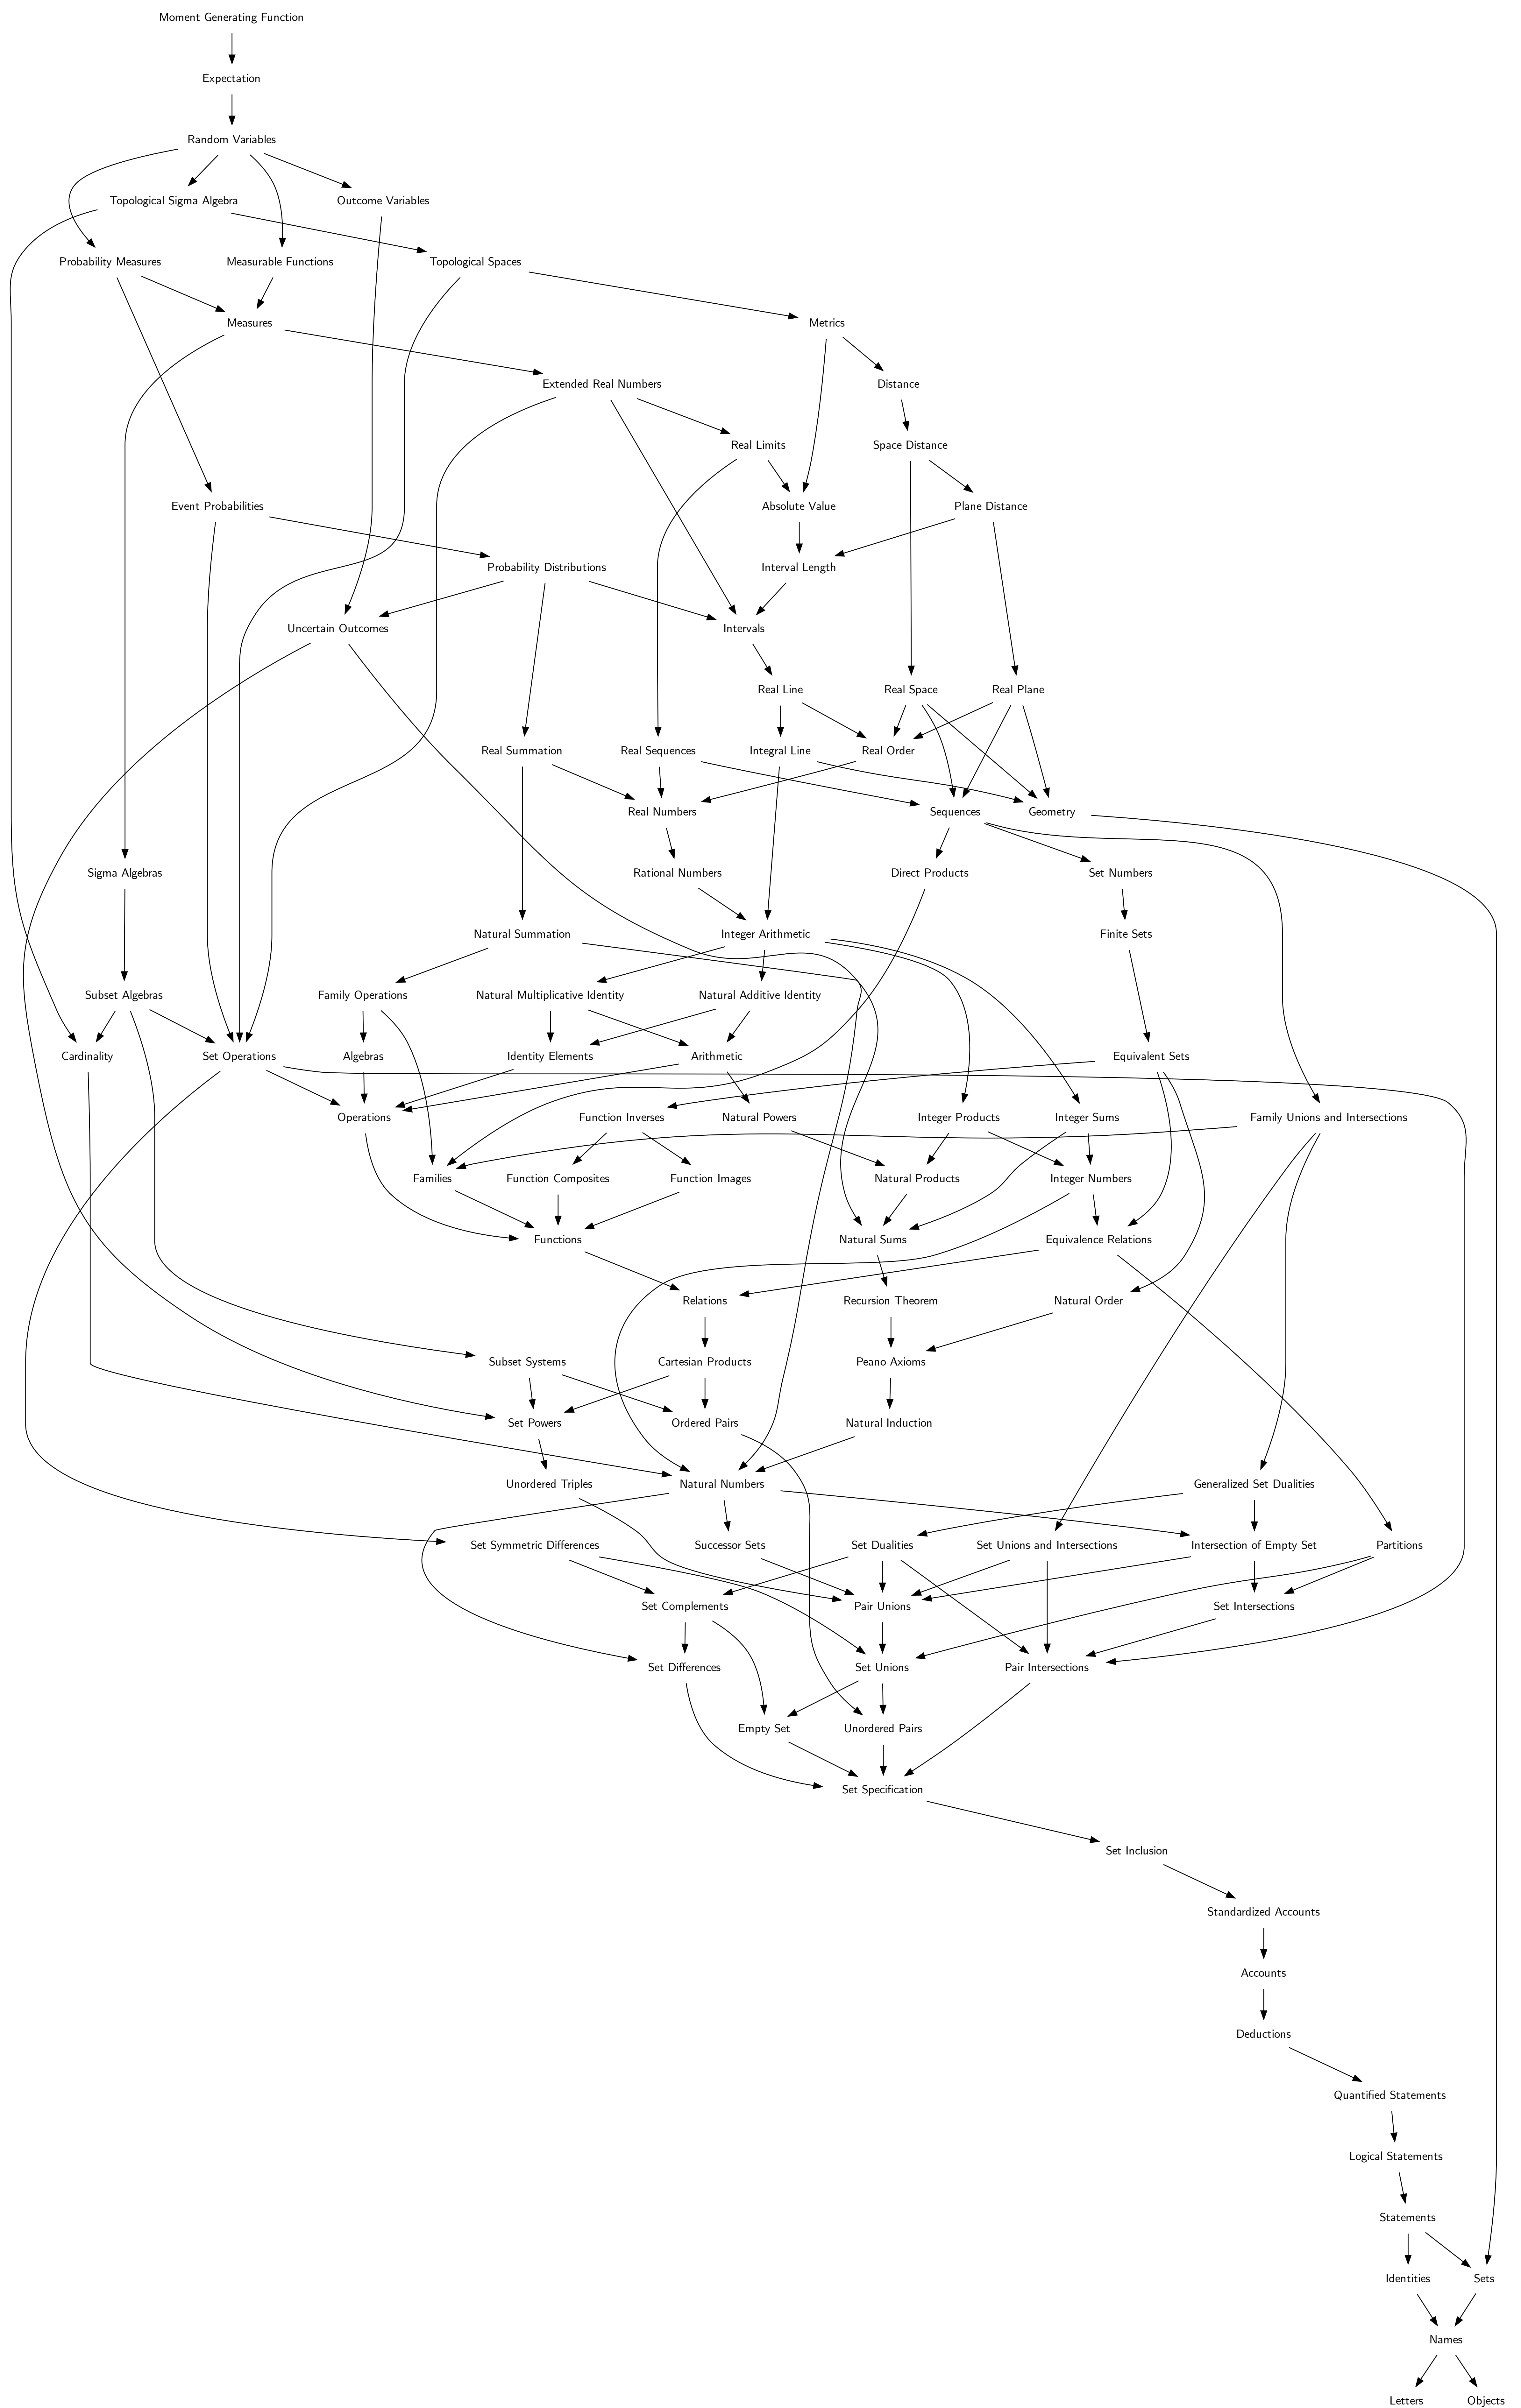 Moment Generating Function
Expectation
Random Variables
Topological Sigma Algebra
Outcome Variables
Probability Measures
Measurable Functions
Topological Spaces
Measures
Metrics
Extended Real Numbers
Distance
Real Limits
Space Distance
Event Probabilities
Absolute Value
Plane Distance
Probability Distributions
Interval Length
Uncertain Outcomes
Intervals
Real Line
Real Space
Real Plane
Real Summation
Real Sequences
Integral Line
Real Order
Real Numbers
Sequences
Geometry
Sigma Algebras
Rational Numbers
Direct Products
Set Numbers
Natural Summation
Integer Arithmetic
Finite Sets
Subset Algebras
Family Operations
Natural Multiplicative Identity
Natural Additive Identity
Cardinality
Set Operations
Algebras
Identity Elements
Arithmetic
Equivalent Sets
Operations
Function Inverses
Natural Powers
Integer Products
Integer Sums
Family Unions and Intersections
Families
Function Composites
Function Images
Natural Products
Integer Numbers
Functions
Natural Sums
Equivalence Relations
Relations
Recursion Theorem
Natural Order
Subset Systems
Cartesian Products
Peano Axioms
Set Powers
Ordered Pairs
Natural Induction
Unordered Triples
Natural Numbers
Generalized Set Dualities
Set Symmetric Differences
Successor Sets
Set Dualities
Set Unions and Intersections
Intersection of Empty Set
Partitions
Set Complements
Pair Unions
Set Intersections
Set Differences
Set Unions
Pair Intersections
Empty Set
Unordered Pairs
Set Specification
Set Inclusion
Standardized Accounts
Accounts
Deductions
Quantified Statements
Logical Statements
Statements
Identities
Sets
Names
Letters
Objects